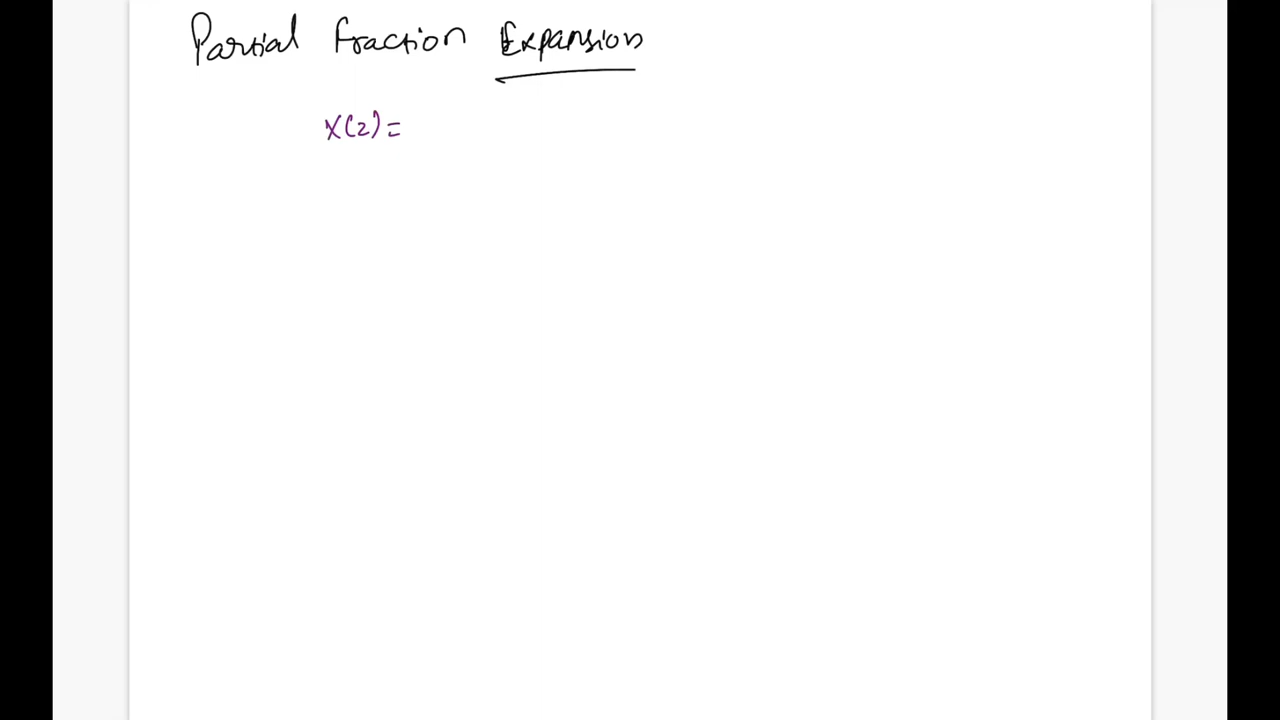 Partial Fraction Expansion
X(z) =